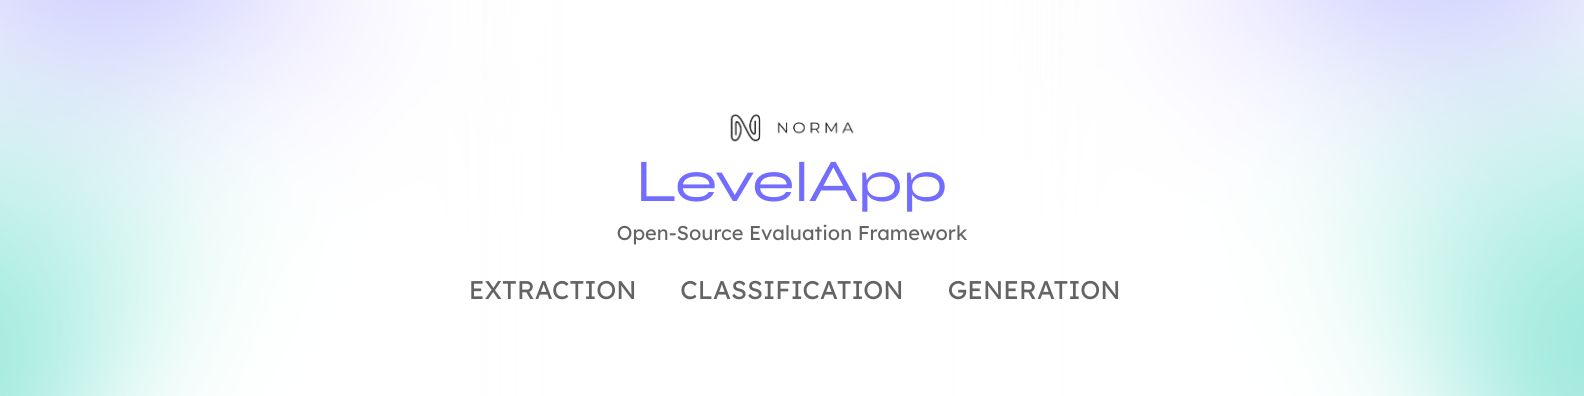 NORMA
LevelApp
Open-Source Evaluation Framework
EXTRACTION CLASSIFICATION GENERATION